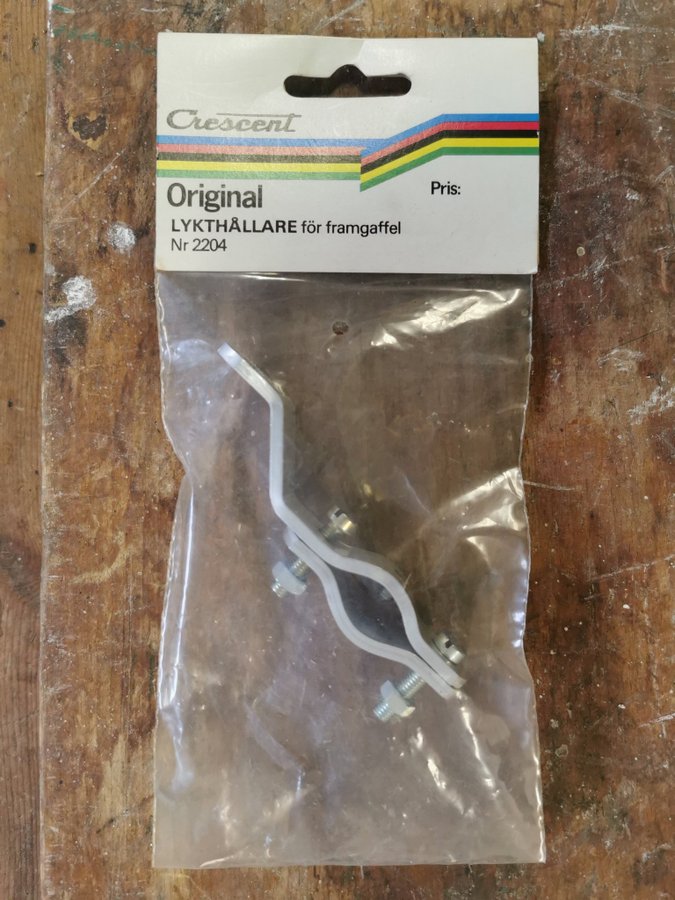 Crescent
Original
Pris:
LYKTHÅLLARE för framgaffel
Nr 2204